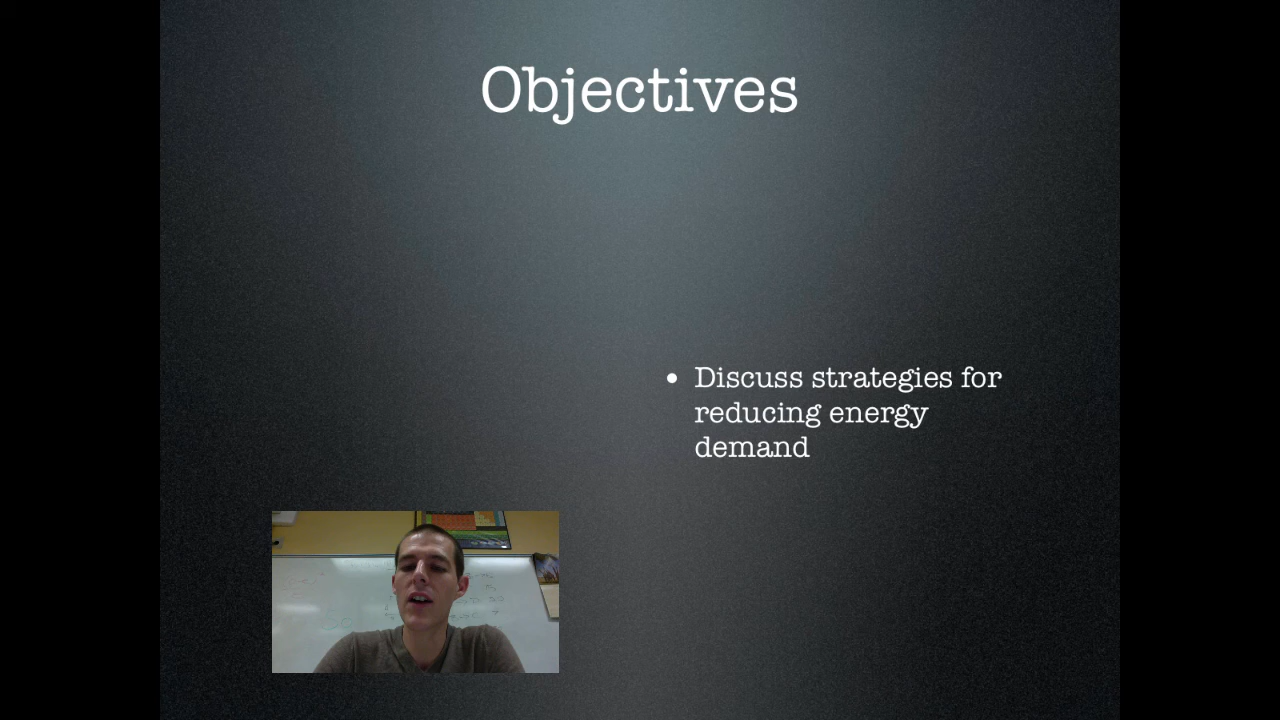 Objectives
• Discuss strategies for
reducing energy
demand